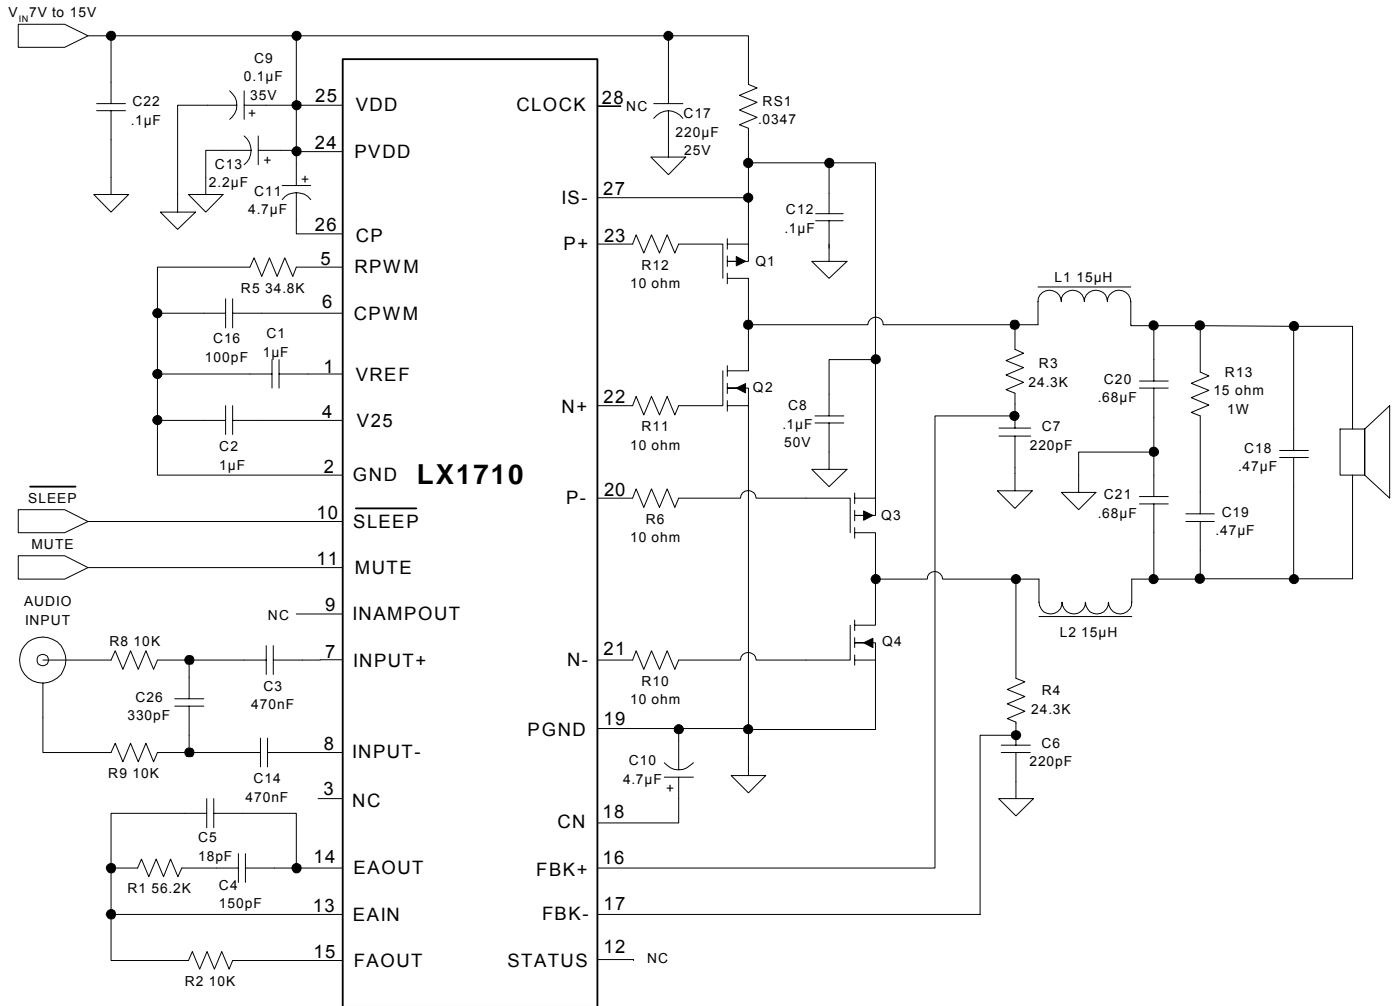 VIN 7V to 15V
C22
.1µF
C9
0.1µF
35V
+
C13
2.2µF
+
C11
4.7µF
+
25 VDD
24 PVDD
26 CP
5 RPWM
R5 34.8K
6 CPWM
C16
100pF
C1
1µF
1 VREF
4 V25
C2
1µF
2 GND
LX1710
SLEEP
10 SLEEP
MUTE
11 MUTE
AUDIO
INPUT
NC 9 INAMPOUT
R8 10K
C3
470nF
7 INPUT+
C26
330pF
R9 10K
C14
470nF
8 INPUT-
3 NC
C5
18pF
R1 56.2K
C4
150pF
14 EAOUT
13 EAIN
R2 10K
15 FAOUT
CLOCK 28 NC
C17
220µF
25V
RS1
.0347
IS- 27
C12
.1µF
P+ 23
R12
10 ohm
Q1
N+ 22
R11
10 ohm
Q2
C8
.1µF
50V
P- 20
R6
10 ohm
Q3
N- 21
R10
10 ohm
Q4
PGND 19
C10
4.7µF
+
CN 18
FBK+ 16
FBK- 17
STATUS 12 NC
L1 15µH
R3
24.3K
C7
220pF
C20
.68µF
R13
15 ohm
1W
C18
.47µF
C21
.68µF
C19
.47µF
L2 15µH
R4
24.3K
C6
220pF